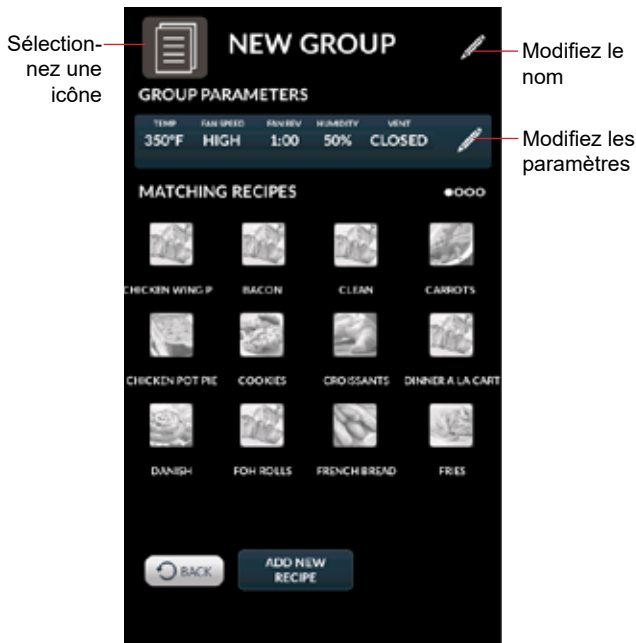 Sélection-
nez une
icône
NEW GROUP
Modifiez le
nom
GROUP PARAMETERS
TEMP FAN SPEED FAN REV HUMIDITY VENT
350°F HIGH 1:00 50% CLOSED
Modifiez les
paramètres
MATCHING RECIPES
CHICKEN WING P BACON CLEAN CARROTS
CHICKEN POT PIE COOKIES CROISSANTS DINNER A LA CART
DANISH FOH ROLLS FRENCH BREAD FRIES
BACK
ADD NEW
RECIPE